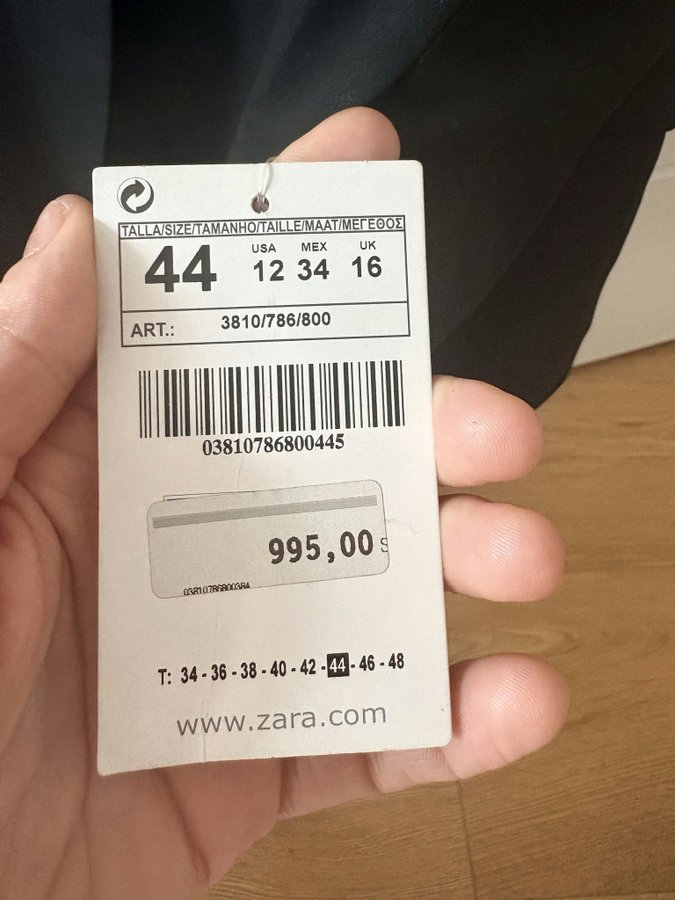 TALLA/SIZE/TAMANHO/TAILLE/MAAT/ΜΕΓΕΘΟΣ
USA MEX UK
44 12 34 16
ART.: 3810/786/800
03810786800445
995,00 S
03810786800384
T: 34 - 36 - 38 - 40 - 42 - 44 - 46 - 48
www.zara.com